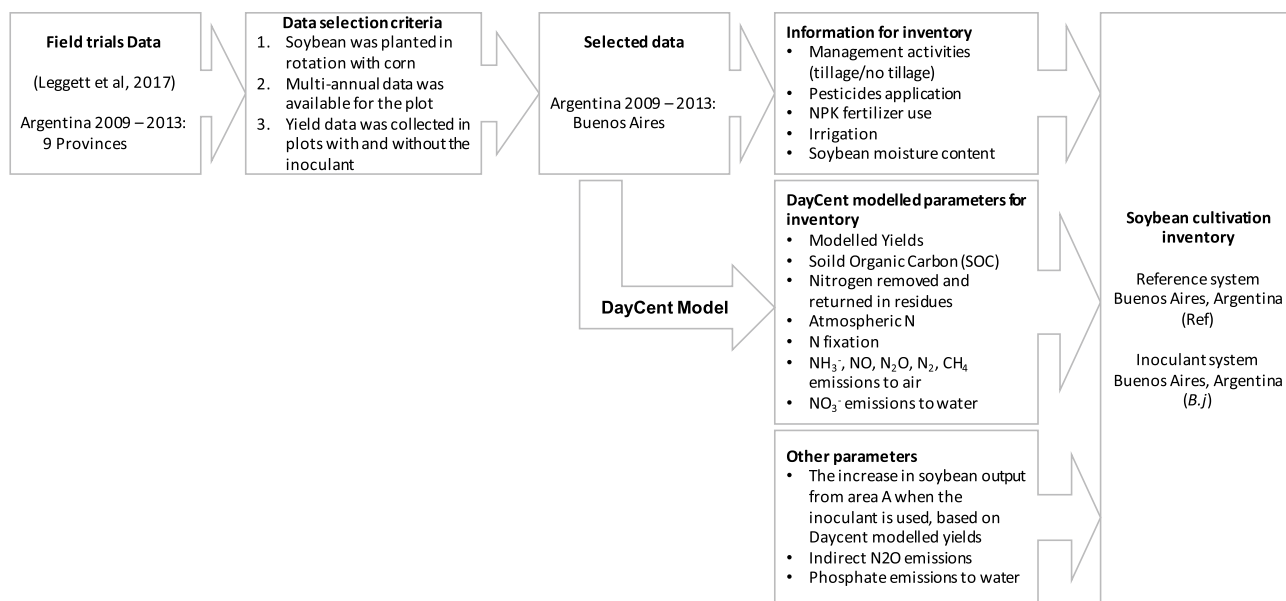 Field trials Data
(Leggett et al, 2017)
Argentina 2009 – 2013:
9 Provinces
Data selection criteria
1. Soybean was planted in
rotation with corn
2. Multi-annual data was
available for the plot
3. Yield data was collected in
plots with and without the
inoculant
Selected data
Argentina 2009 – 2013:
Buenos Aires
Information for inventory
• Management activities
(tillage/no tillage)
• Pesticides application
• NPK fertilizer use
• Irrigation
• Soybean moisture content
DayCent Model
DayCent modelled parameters for
inventory
• Modelled Yields
• Soild Organic Carbon (SOC)
• Nitrogen removed and
returned in residues
• Atmospheric N
• N fixation
• NH₃⁻, NO, N₂O, N₂, CH₄
emissions to air
• NO₃⁻ emissions to water
Other parameters
• The increase in soybean output
from area A when the
inoculant is used, based on
Daycent modelled yields
• Indirect N2O emissions
• Phosphate emissions to water
Soybean cultivation
inventory
Reference system
Buenos Aires, Argentina
(Ref)
Inoculant system
Buenos Aires, Argentina
(B.j)